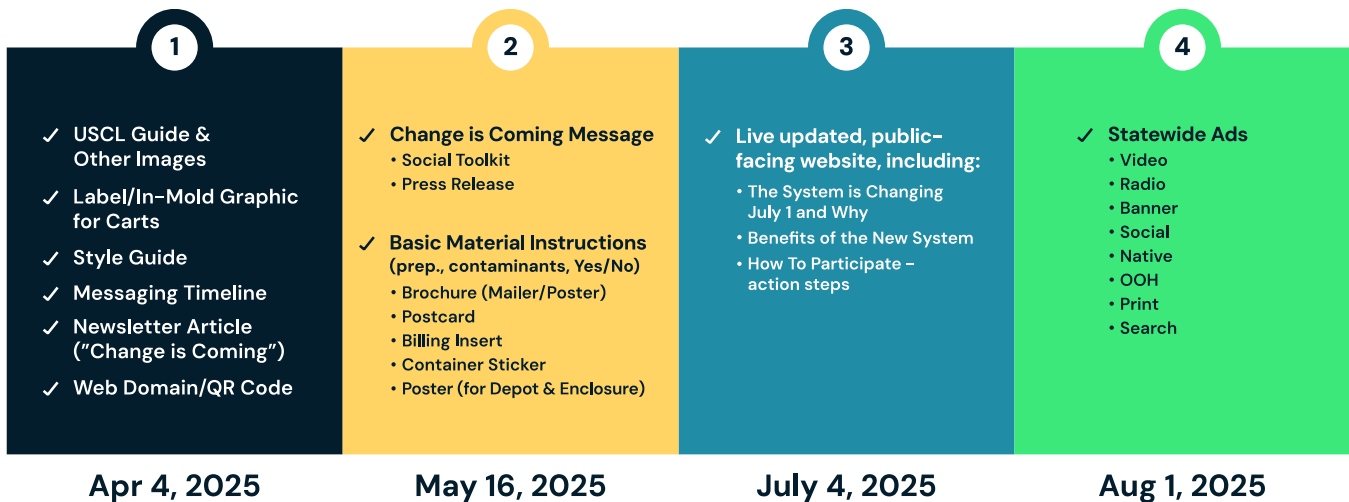 1
USCL Guide &
Other Images
Label/In-Mold Graphic
for Carts
Style Guide
Messaging Timeline
Newsletter Article
("Change is Coming")
Web Domain/QR Code
Apr 4, 2025
2
Change is Coming Message
• Social Toolkit
• Press Release
Basic Material Instructions
(prep., contaminants, Yes/No)
• Brochure (Mailer/Poster)
• Postcard
• Billing Insert
• Container Sticker
• Poster (for Depot & Enclosure)
May 16, 2025
3
Live updated, public-
facing website, including:
• The System is Changing
July 1 and Why
• Benefits of the New System
• How To Participate –
action steps
July 4, 2025
4
Statewide Ads
• Video
• Radio
• Banner
• Social
• Native
• OOH
• Print
• Search
Aug 1, 2025